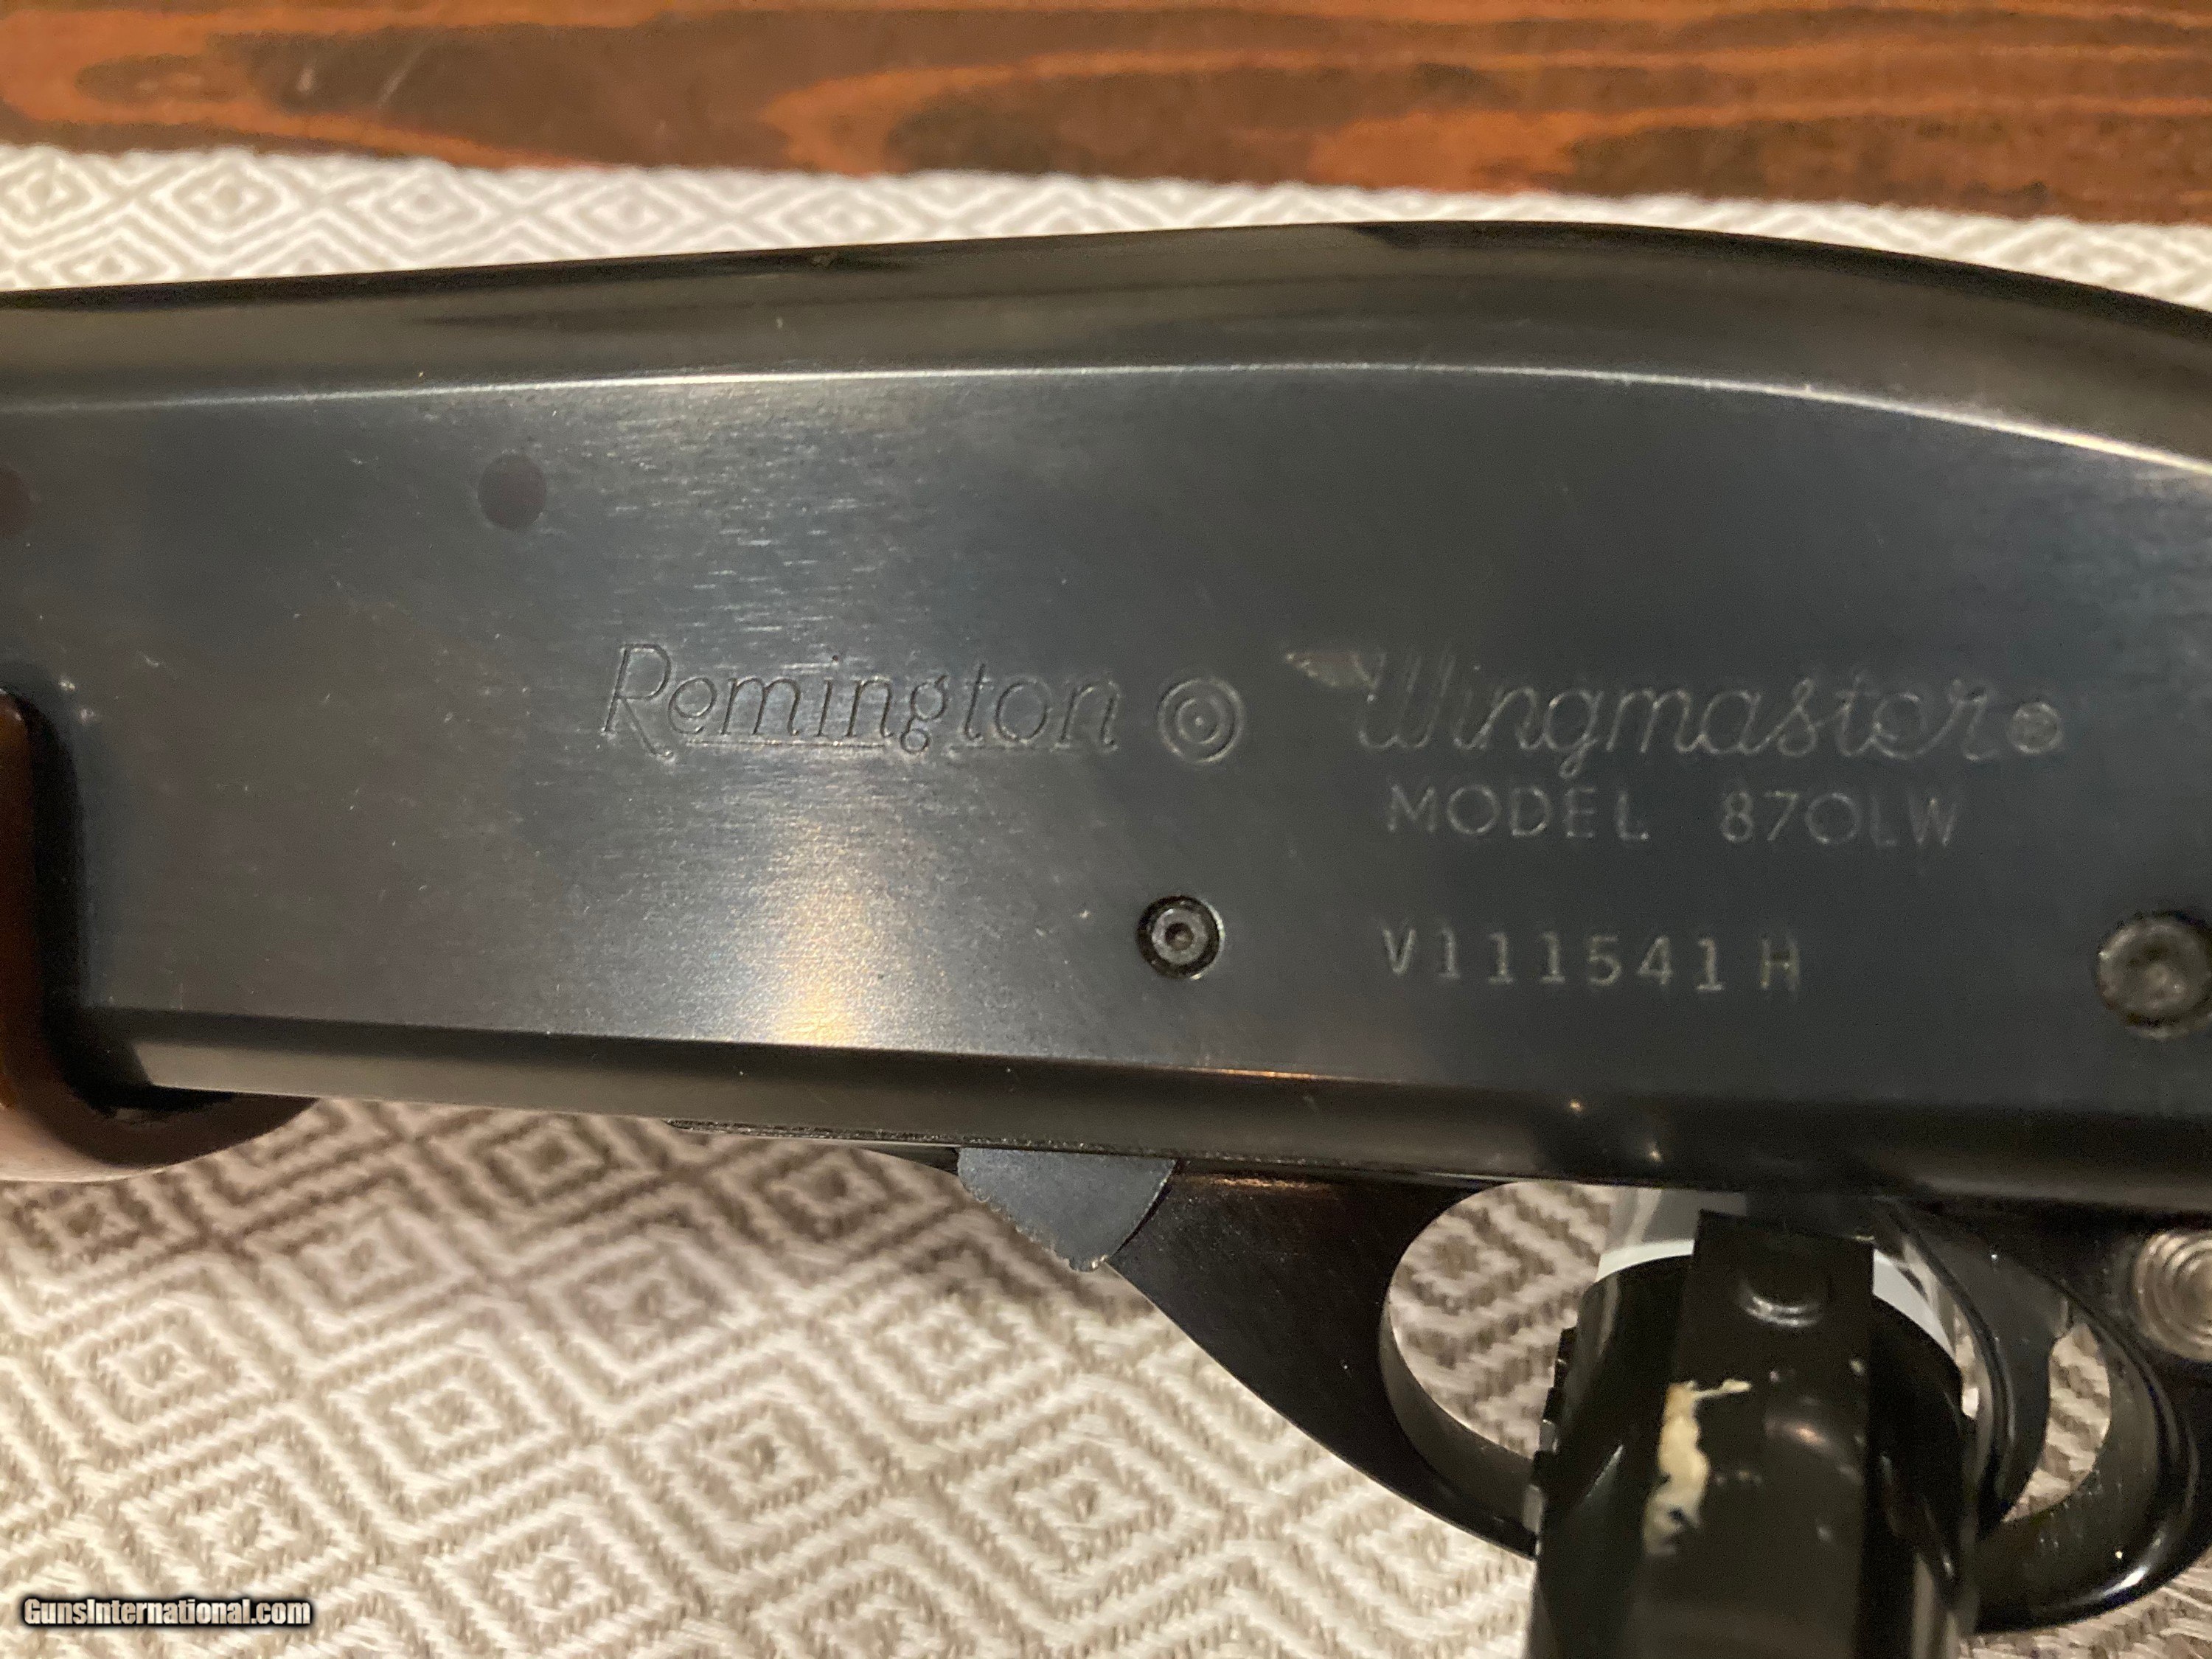 Remington Wingmaster®
MODEL 870LW
V111541H
GunsInternational.com